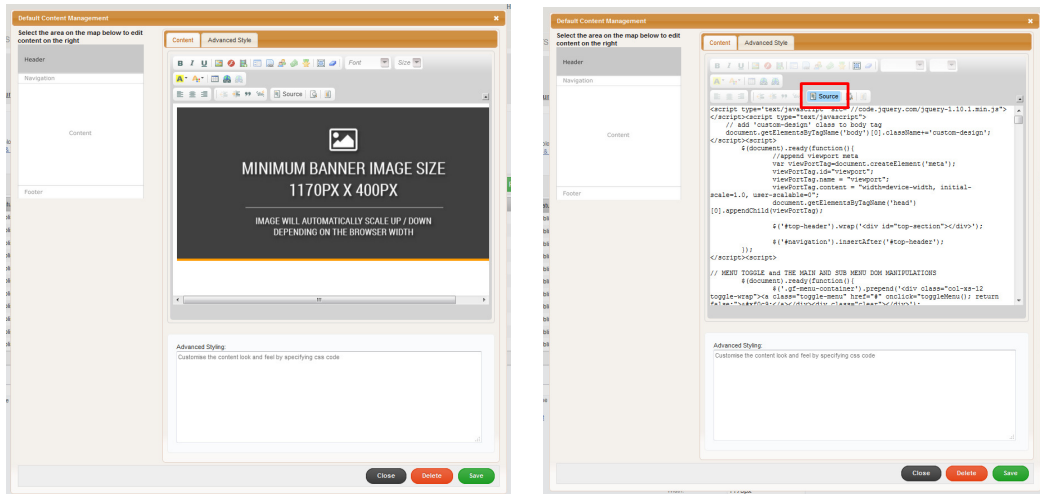 Default Content Management
Select the area on the map below to edit
content on the right
Header
Navigation
Content
Footer
Content Advanced Style
B I U Font Size
A
Source
MINIMUM BANNER IMAGE SIZE
1170PX X 400PX
IMAGE WILL AUTOMATICALLY SCALE UP / DOWN
DEPENDING ON THE BROWSER WIDTH
Advanced Styling:
Customise the content look and feel by specifying css code
Close Delete Save
Default Content Management
Select the area on the map below to edit
content on the right
Header
Navigation
Content
Footer
Content Advanced Style
B I U
A
Source
<script type="text/javascript" src="//code.jquery.com/jquery-1.10.1.min.js">
</script><script type="text/javascript">
// add 'custom-design' class to body tag
document.getElementsByTagName('body')[0].className+='custom-design';
</script><script>
$(document).ready(function(){
//append viewport meta
var viewPortTag=document.createElement('meta');
viewPortTag.id="viewport";
viewPortTag.name = "viewport";
viewPortTag.content = "width=device-width, initial-
scale=1.0, user-scalable=0";
document.getElementsByTagName('head')
[0].appendChild(viewPortTag);
$('#top-header').wrap('<div id="top-section"></div>');
$('#navigation').insertAfter('#top-header');
});
</script><script>
// MENU TOGGLE and THE MAIN AND SUB MENU DOM MANIPULATIONS
$(document).ready(function(){
$('.gf-menu-container').prepend('<div class="col-xs-12
toggle-wrap"><a class="toggle-menu" href="#" onclick="toggleMenu(); return
false;">&#xf0c9;</a></div><div class="clear"></div>');
Advanced Styling:
Customise the content look and feel by specifying css code
Close Delete Save